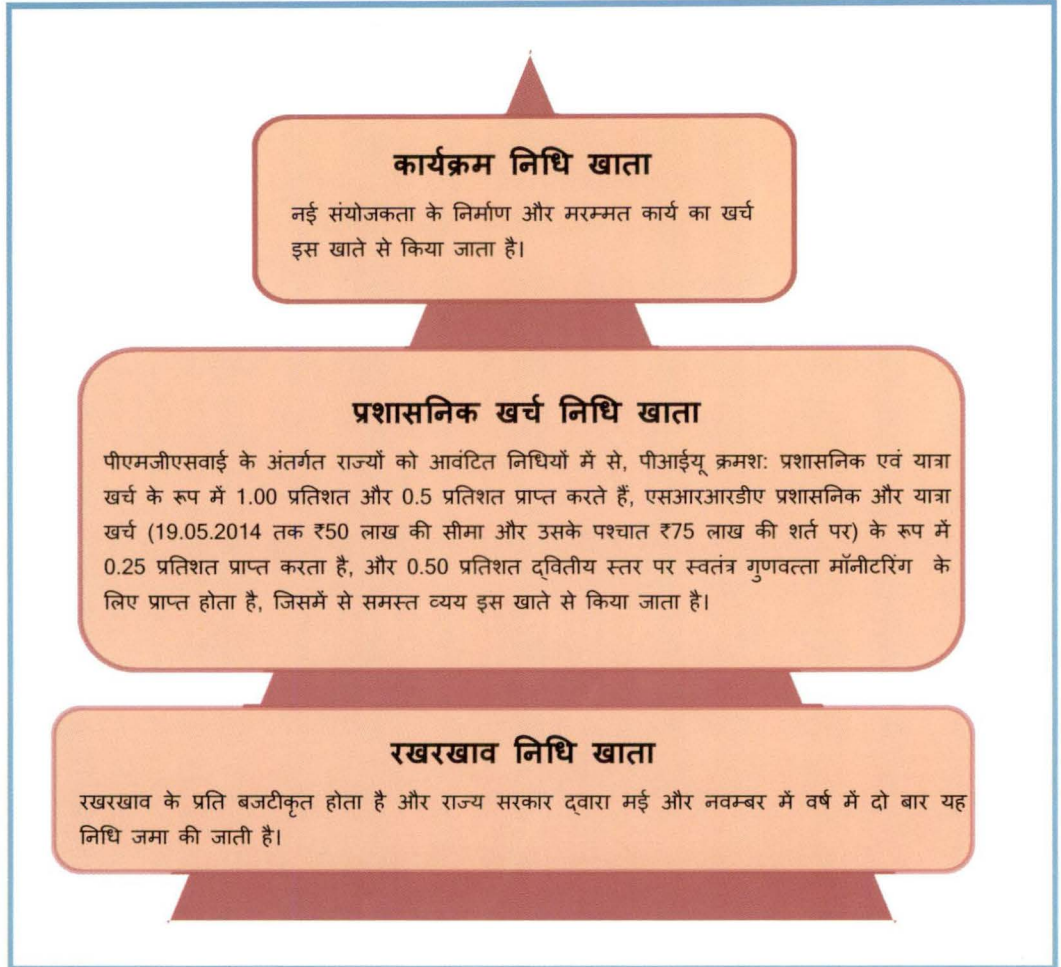 कार्यक्रम निधि खाता
नई संयोजकता के निर्माण और मरम्मत कार्य का खर्च
इस खाते से किया जाता है।
प्रशासनिक खर्च निधि खाता
पीएमजीएसवाई के अंतर्गत राज्यों को आवंटित निधियों में से, पीआईयू क्रमश: प्रशासनिक एवं यात्रा
खर्च के रूप में 1.00 प्रतिशत और 0.5 प्रतिशत प्राप्त करते हैं, एसआरआरडीए प्रशासनिक और यात्रा
खर्च (19.05.2014 तक ₹50 लाख की सीमा और उसके पश्चात ₹75 लाख की शर्त पर) के रूप में
0.25 प्रतिशत प्राप्त करता है, और 0.50 प्रतिशत द्वितीय स्तर पर स्वतंत्र गुणवत्ता मॉनीटरिंग के
लिए प्राप्त होता है, जिसमें से समस्त व्यय इस खाते से किया जाता है।
रखरखाव निधि खाता
रखरखाव के प्रति बजटीकृत होता है और राज्य सरकार द्वारा मई और नवम्बर में वर्ष में दो बार यह
निधि जमा की जाती है।